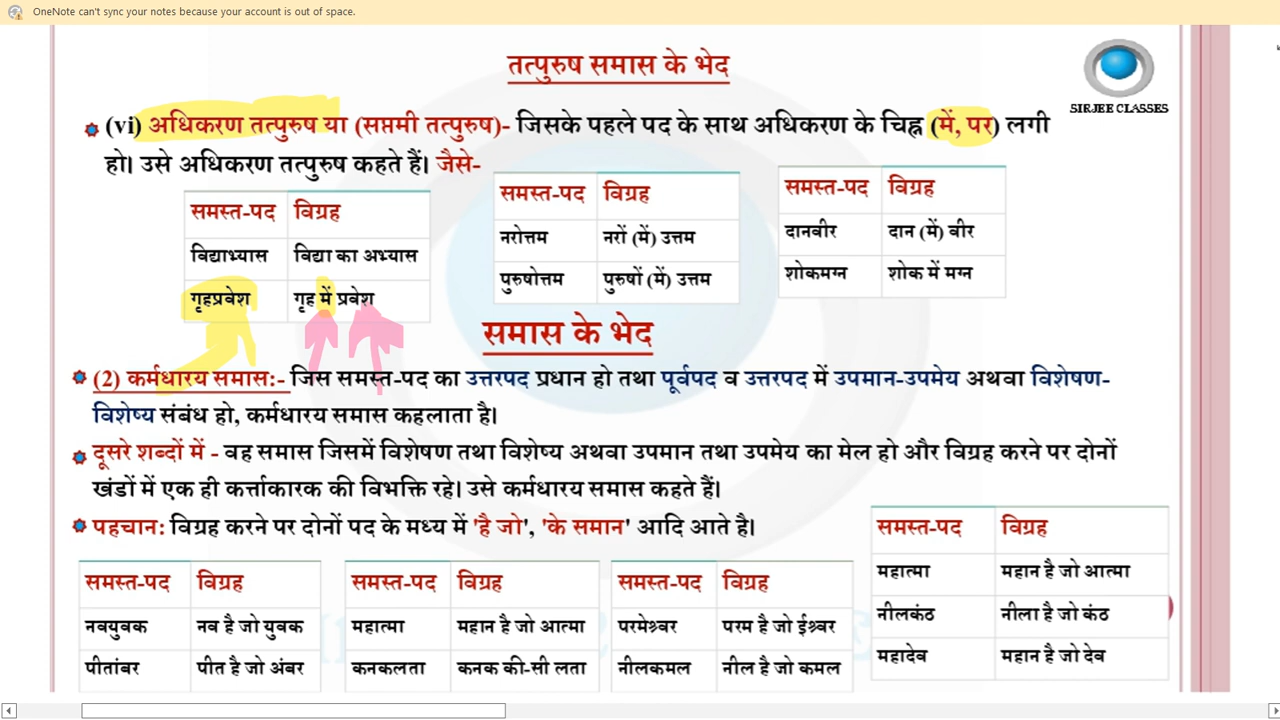 OneNote can't sync your notes because your account is out of space.
तत्पुरुष समास के भेद
SIRJEE CLASSES
(vi) अधिकरण तत्पुरुष या (सप्तमी तत्पुरुष)- जिसके पहले पद के साथ अधिकरण के चिह्न (में, पर) लगी
हो। उसे अधिकरण तत्पुरुष कहते हैं। जैसे-
समस्त-पद विग्रह
विद्याभ्यास विद्या का अभ्यास
गृहप्रवेश गृह में प्रवेश
समस्त-पद विग्रह
नरोत्तम नरों (में) उत्तम
पुरुषोत्तम पुरुषों (में) उत्तम
समस्त-पद विग्रह
दानवीर दान (में) वीर
शोकमग्न शोक में मग्न
समास के भेद
(2) कर्मधारय समास:- जिस समस्त-पद का उत्तरपद प्रधान हो तथा पूर्वपद व उत्तरपद में उपमान-उपमेय अथवा विशेषण-
विशेष्य संबंध हो, कर्मधारय समास कहलाता है।
दूसरे शब्दों में - वह समास जिसमें विशेषण तथा विशेष्य अथवा उपमान तथा उपमेय का मेल हो और विग्रह करने पर दोनों
खंडों में एक ही कर्त्ताकारक की विभक्ति रहे। उसे कर्मधारय समास कहते हैं।
पहचान: विग्रह करने पर दोनों पद के मध्य में 'है जो', 'के समान' आदि आते है।
समस्त-पद विग्रह
नवयुवक नव है जो युवक
पीतांबर पीत है जो अंबर
समस्त-पद विग्रह
महात्मा महान है जो आत्मा
कनकलता कनक की-सी लता
समस्त-पद विग्रह
परमेश्वर परम है जो ईश्वर
नीलकमल नील है जो कमल
समस्त-पद विग्रह
महात्मा महान है जो आत्मा
नीलकंठ नीला है जो कंठ
महादेव महान है जो देव